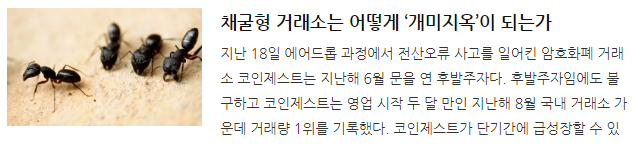 채굴형 거래소는 어떻게 ‘개미지옥’이 되는가
지난 18일 에어드롭 과정에서 전산오류 사고를 일어킨 암호화폐 거래
소 코인제스트는 지난해 6월 문을 연 후발주자다. 후발주자임에도 불
구하고 코인제스트는 영업 시작 두 달 만인 지난해 8월 국내 거래소 가
운데 거래량 1위를 기록했다. 코인제스트가 단기간에 급성장할 수 있